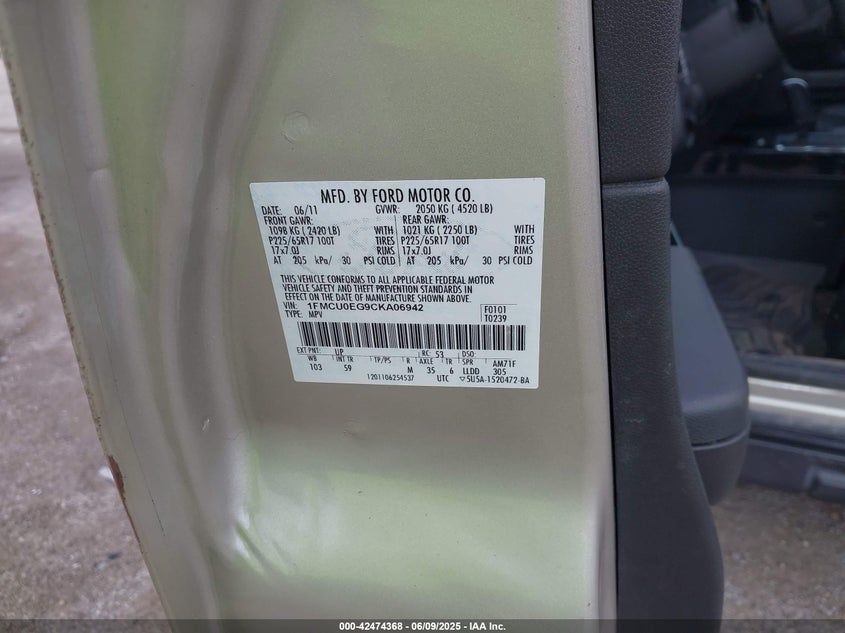 MFD. BY FORD MOTOR CO.
DATE: 06/11 GVWR: 2050 KG ( 4520 LB)
FRONT GAWR: REAR GAWR:
1098 KG ( 2420 LB) WITH 1021 KG ( 2250 LB) WITH
P225/65R17 100T TIRES P225/65R17 100T TIRES
17x7.0J RIMS 17x7.0J RIMS
AT 205 kPa/ 30 PSI COLD AT 205 kPa/ 30 PSI COLD
THIS VEHICLE CONFORMS TO ALL APPLICABLE FEDERAL MOTOR
VEHICLE SAFETY AND THEFT PREVENTION STANDARDS IN
EFFECT ON THE DATE OF MANUFACTURE SHOWN ABOVE.
VIN: 1FMCU0EG9CKA06942 F0101
TYPE: MPV T0239
EXT PNT: UP RC: 53 DSO
WB INT TR TP/PS R AXLE TR SPR AM71F
103 59 M 35 6 LLDD 305
1201106254537 UTC ▽5U5A-1520472-BA
000-42474368 | 06/09/2025 - IAA Inc.